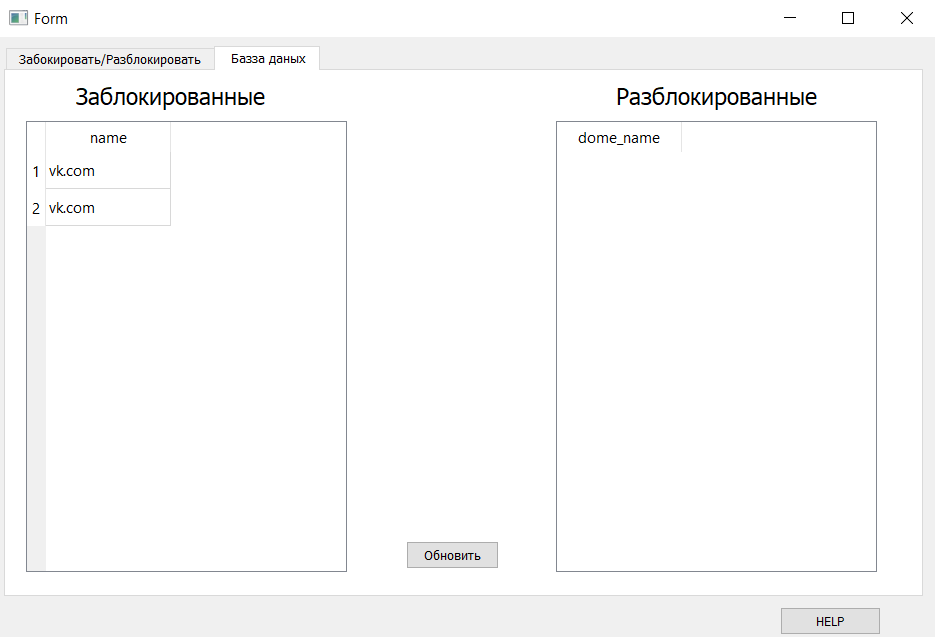 Form
Забокировать/Разблокировать
Базза даных
Заблокированные
Разблокированные
name
dome_name
1 vk.com
2 vk.com
Обновить
HELP